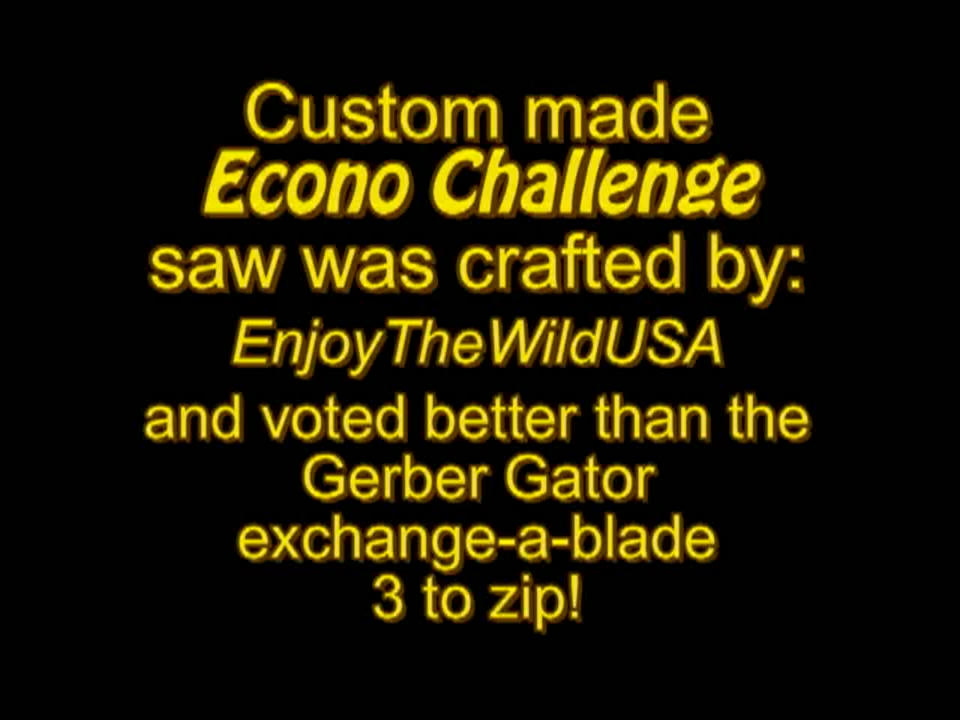 Custom made
Econo Challenge
saw was crafted by:
EnjoyTheWildUSA
and voted better than the
Gerber Gator
exchange-a-blade
3 to zip!